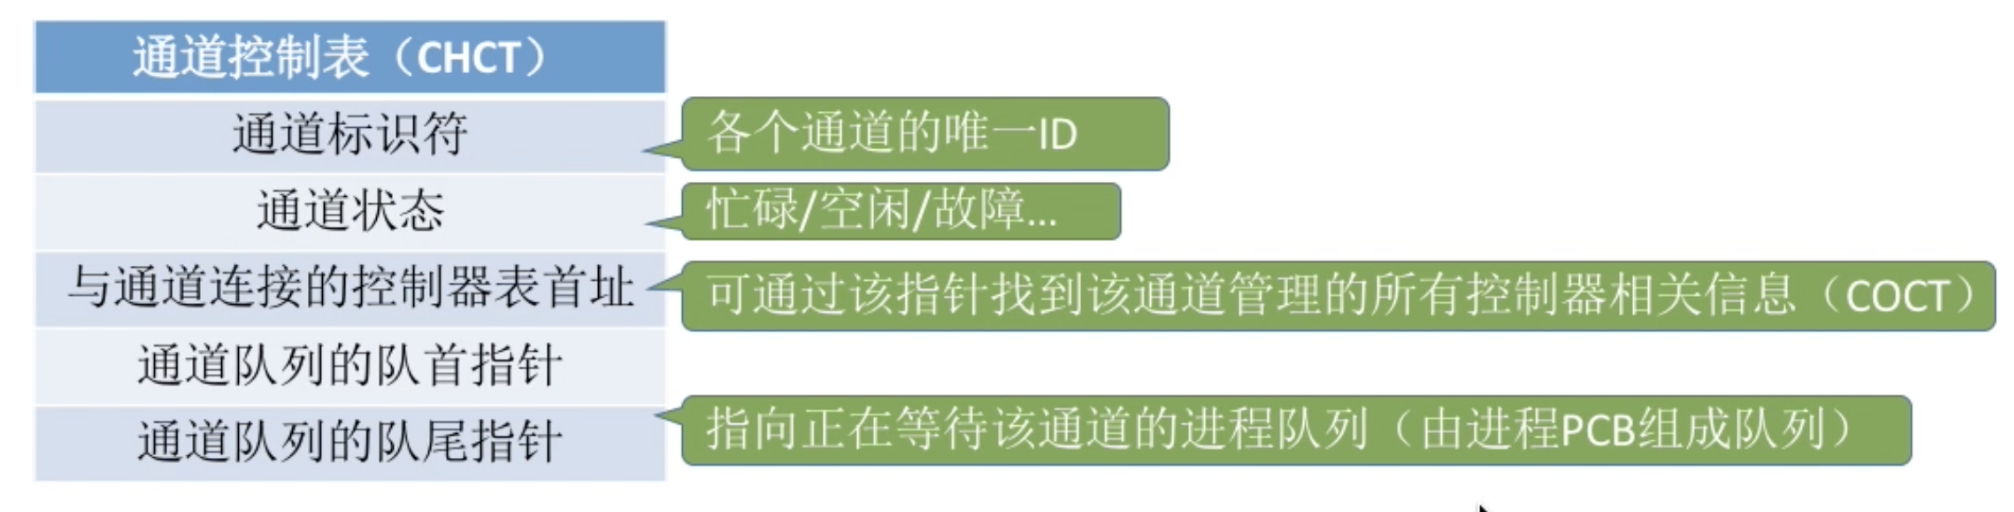 通道控制表（CHCT）
通道标识符
各个通道的唯一ID
通道状态
忙碌/空闲/故障...
与通道连接的控制器表首址
可通过该指针找到该通道管理的所有控制器相关信息（COCT）
通道队列的队首指针
通道队列的队尾指针
指向正在等待该通道的进程队列（由进程PCB组成队列）